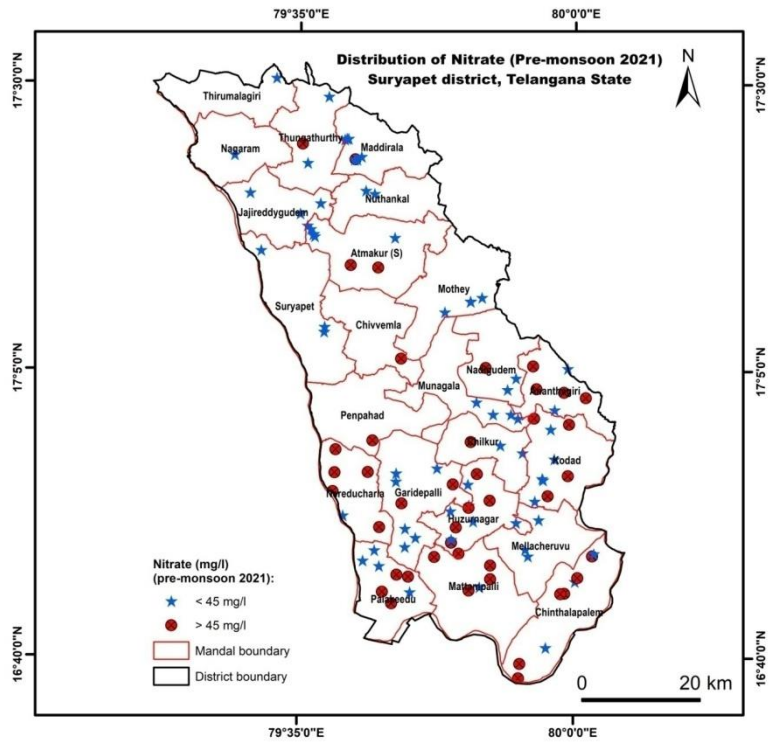 79°35'0"E
80°0'0"E
Distribution of Nitrate (Pre-monsoon 2021)
Suryapet district, Telangana State
N
17°30'0"N
17°30'0"N
Thirumalagiri
Thungathurthy
Maddirala
Nagaram
Nuthankal
Jajireddygudem
Atmakur (S)
Mothey
Suryapet
Chivvemla
17°5'0"N
17°5'0"N
Nadigudem
Munagala
Ananthagiri
Penpahad
Chilkur
Kodad
Nereducharla
Garidepalli
Huzurnagar
Mellacheruvu
Nitrate (mg/l)
(pre-monsoon 2021):
< 45 mg/l
> 45 mg/l
Mandal boundary
District boundary
Palakeedu
Mattampalli
Chinthalapalem
16°40'0"N
16°40'0"N
0
20 km
79°35'0"E
80°0'0"E